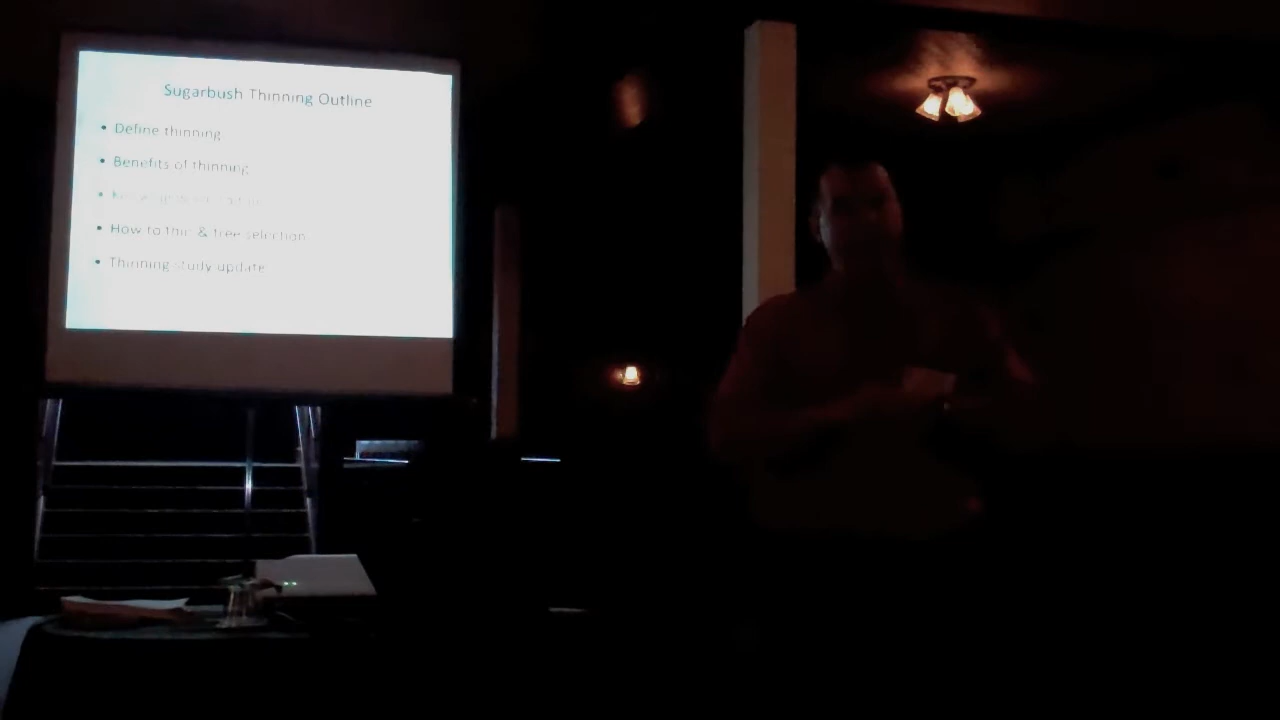 Sugarbush Thinning Outline
• Define thinning
• Benefits of thinning
• How to thin & tree selection
• Thinning study update